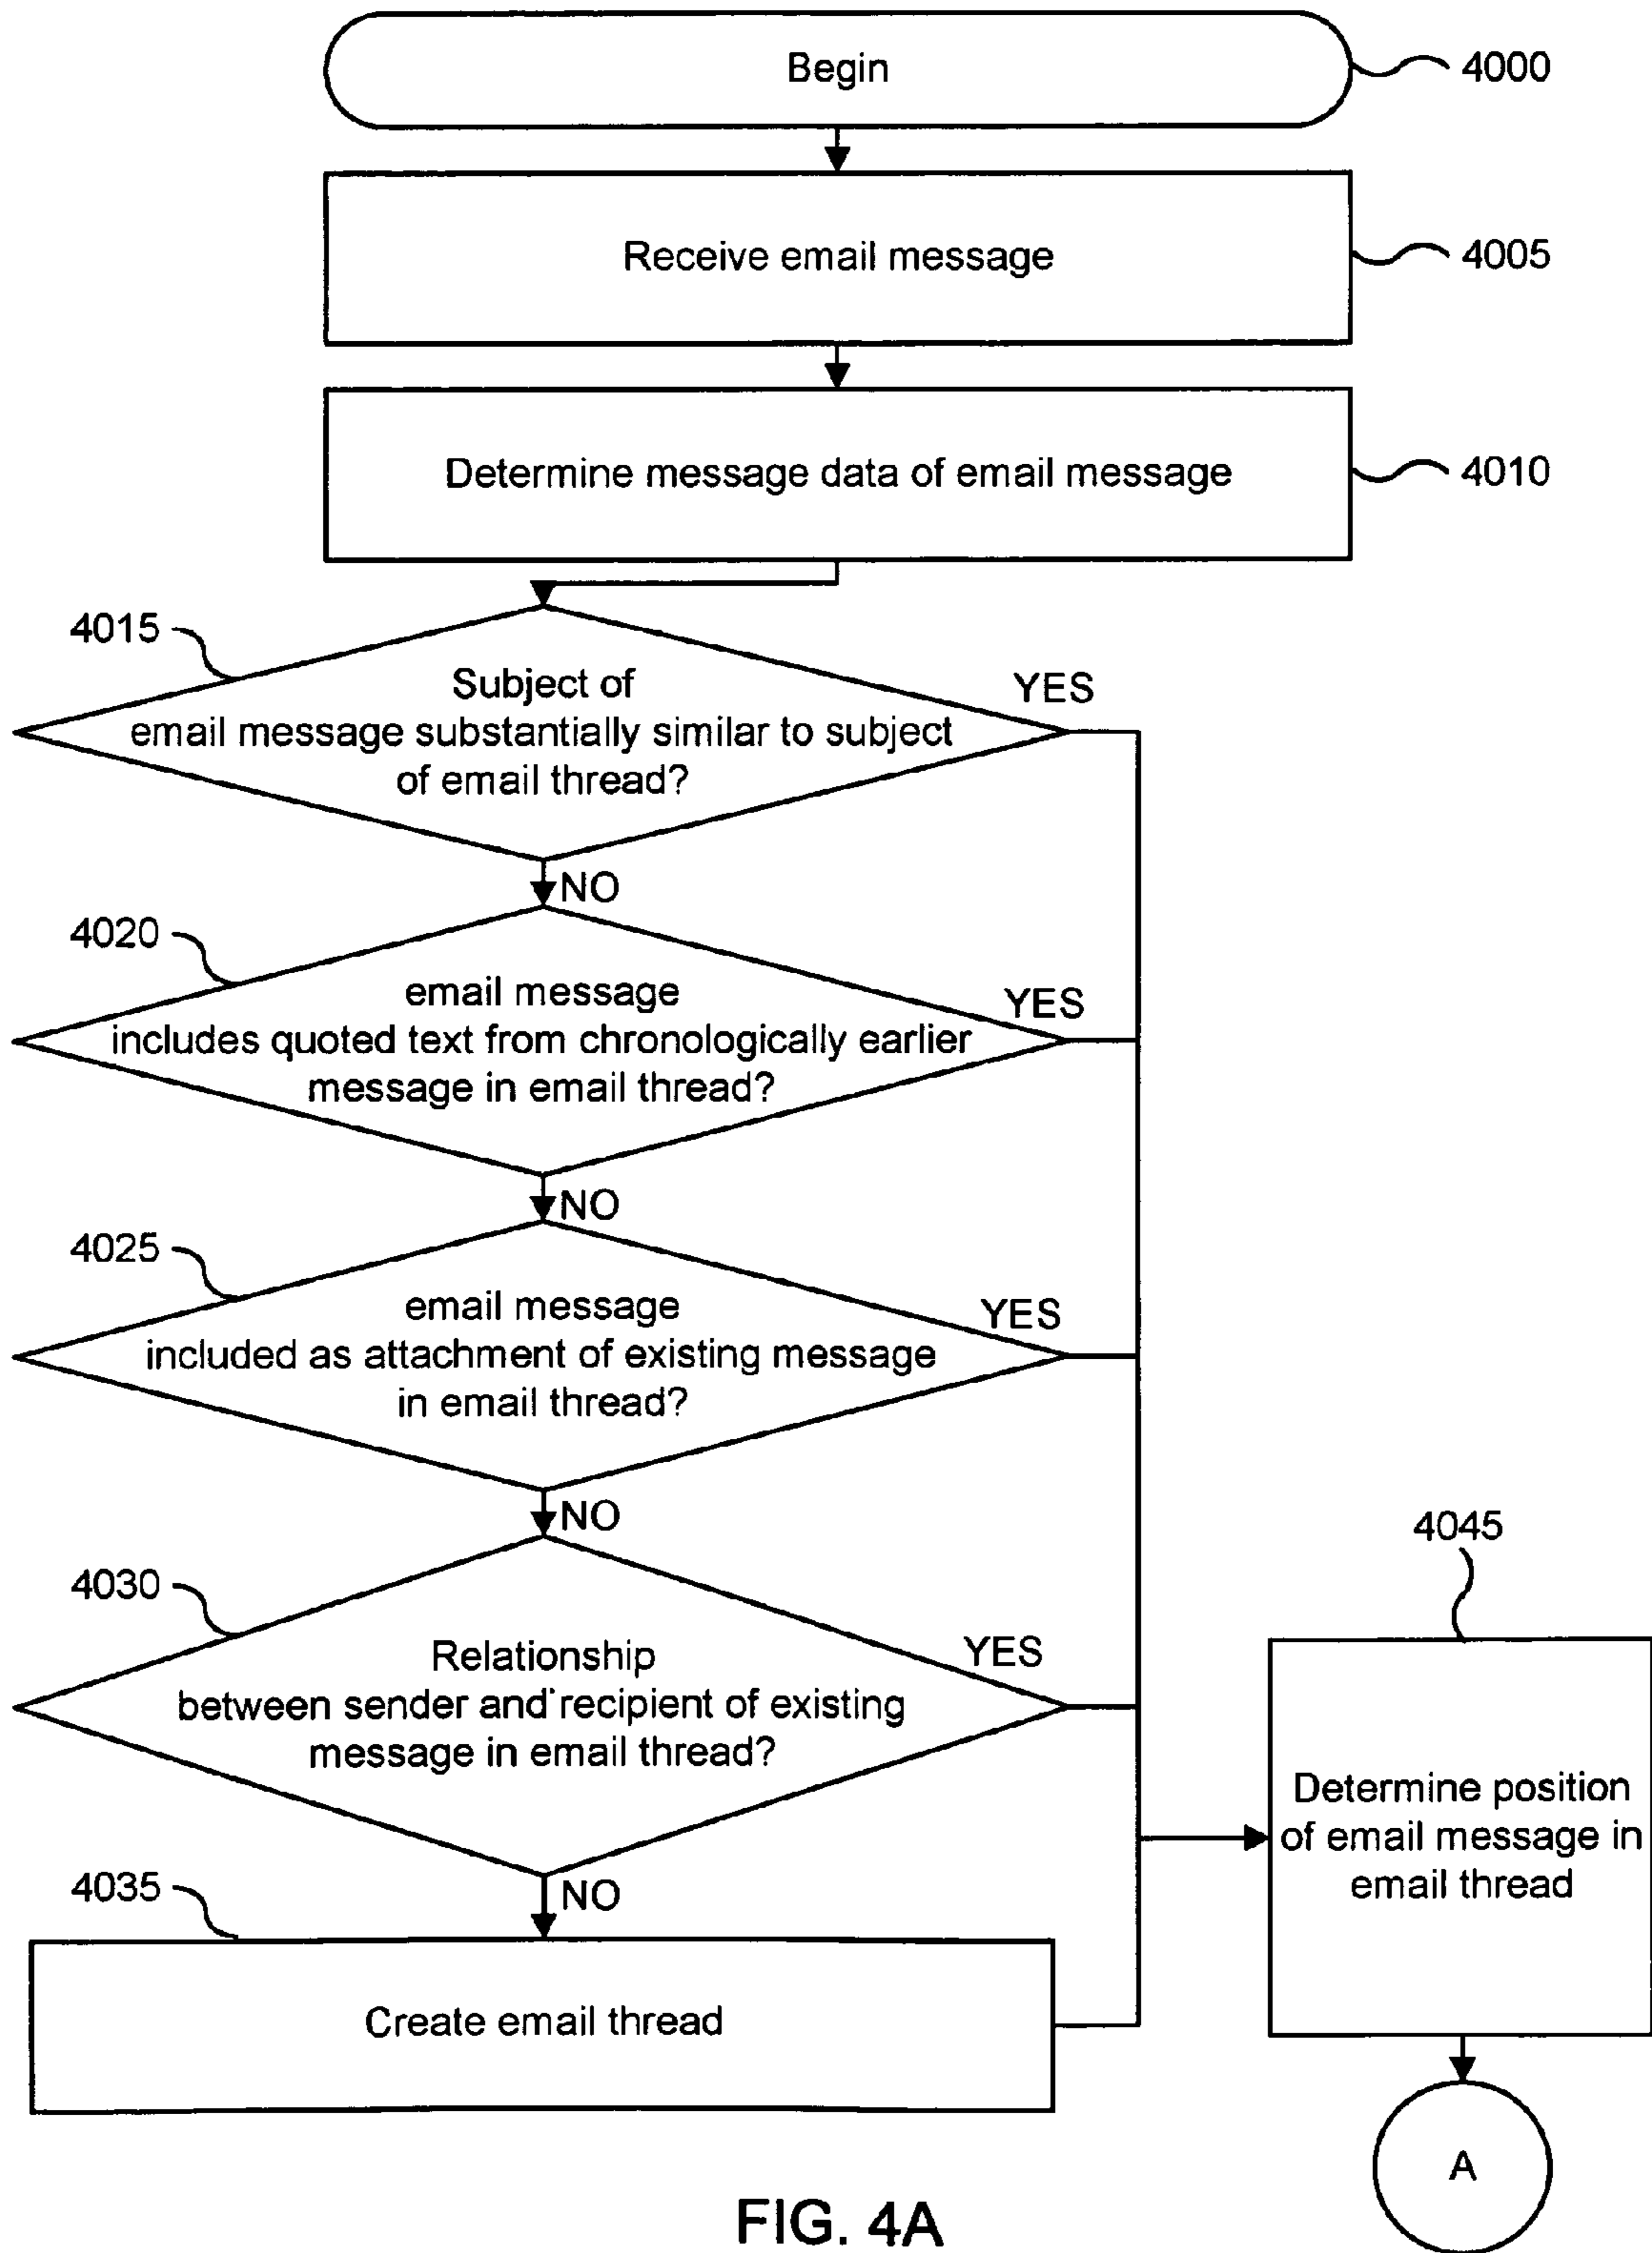 Begin
4000
Receive email message
4005
Determine message data of email message
4010
4015
Subject of
email message substantially similar to subject
of email thread?
YES
NO
4020
email message
includes quoted text from chronologically earlier
message in email thread?
YES
NO
4025
email message
included as attachment of existing message
in email thread?
YES
NO
4030
Relationship
between sender and recipient of existing
message in email thread?
YES
NO
4035
Create email thread
4045
Determine position
of email message in
email thread
A
FIG. 4A